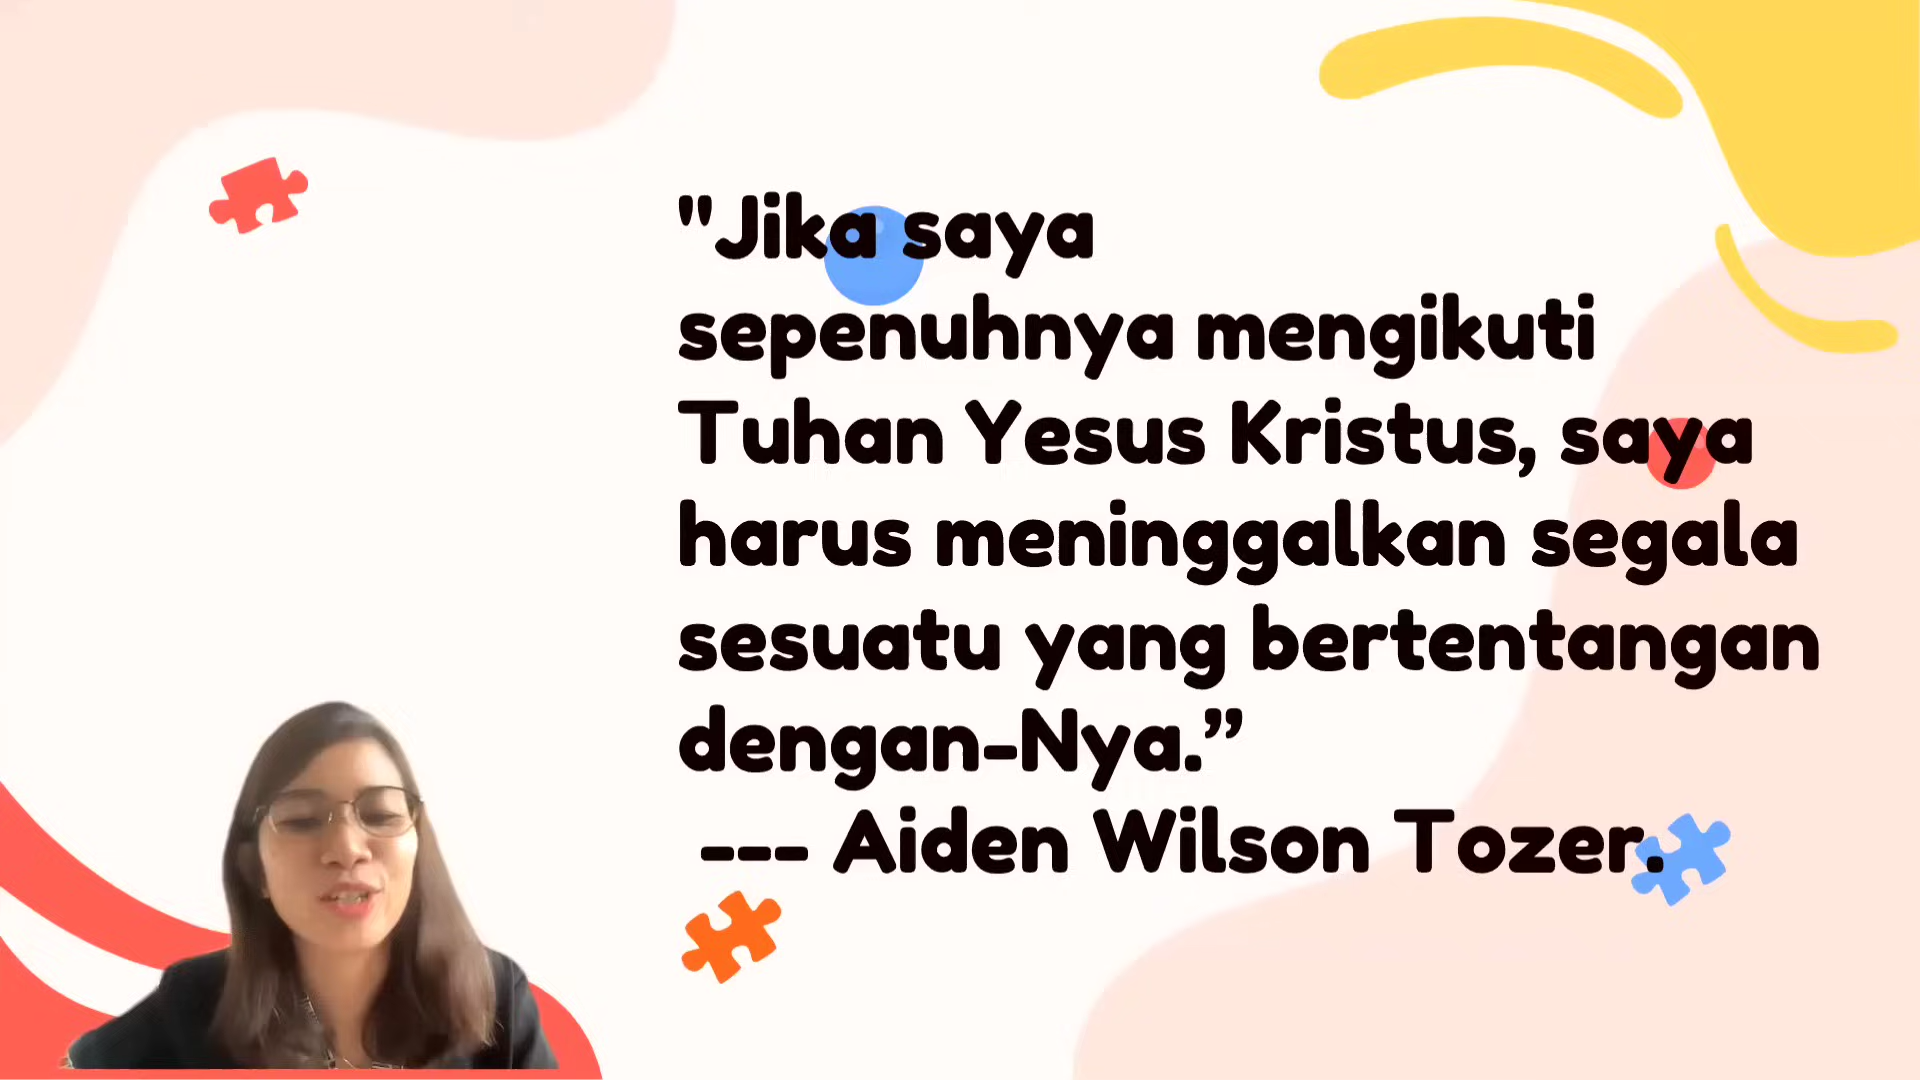 "Jika saya
sepenuhnya mengikuti
Tuhan Yesus Kristus, saya
harus meninggalkan segala
sesuatu yang bertentangan
dengan-Nya.”
--- Aiden Wilson Tozer.